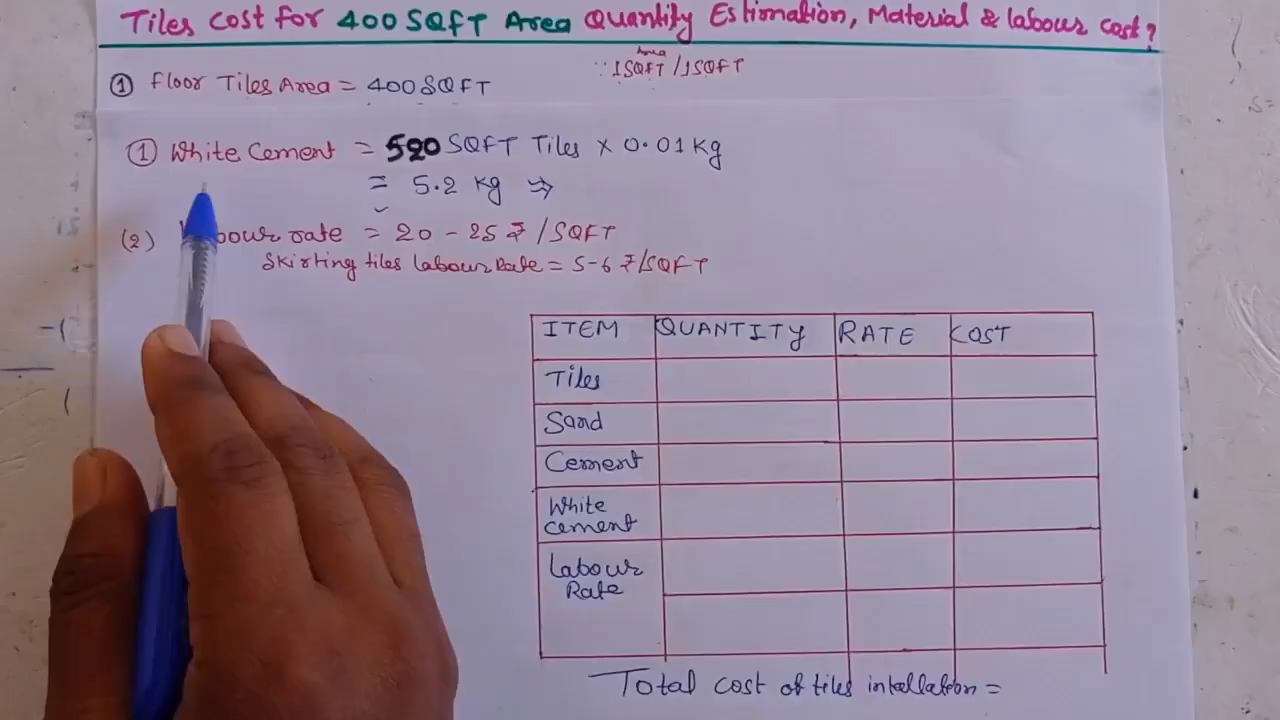 Tiles Cost for 400 SQFT Area Quantity Estimation, Material & labour cost?
Area
∵ 1SQFT /1SQFT
① Floor Tiles Area = 400SQFT
① White Cement = 520 SQFT Tiles × 0.01 Kg
= 5.2 kg ⇒
(2) bour rate = 20 - 25 ₹ /SQFT
Skirting tiles labour Rate = 5-6 ₹/SQFT
ITEM QUANTITY RATE COST
Tiles
Sand
Cement
White
cement
Labour
Rate
Total cost of tiles intallation =